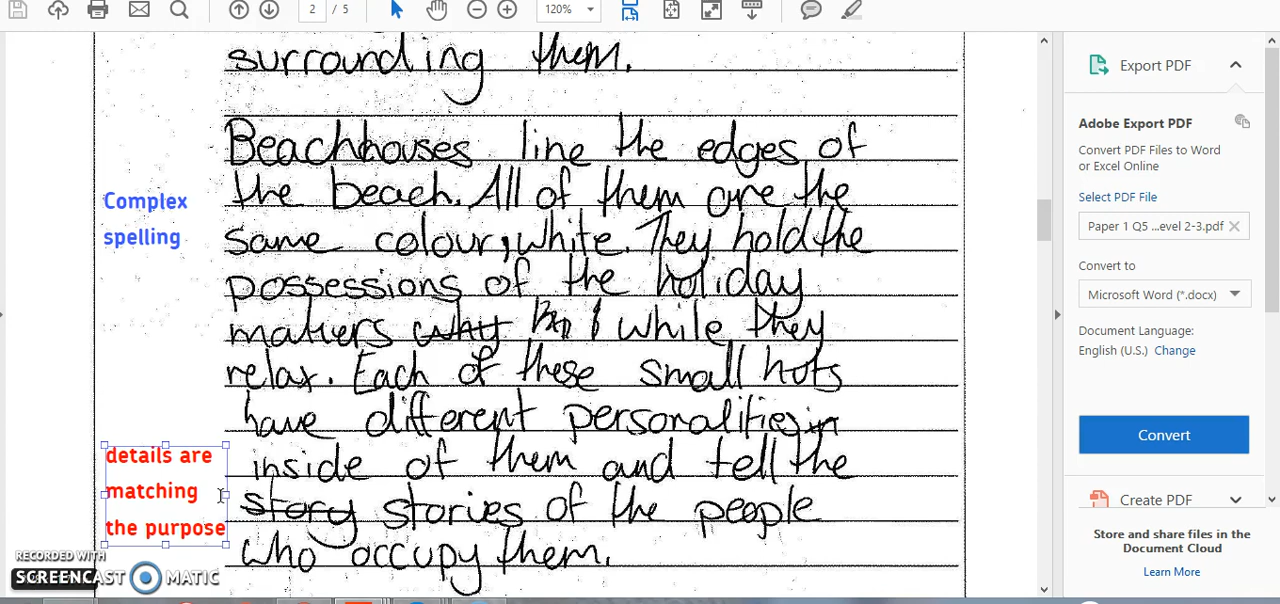 2 / 5
120%
surrounding them.
Beachhouses line the edges of
the beach. All of them are the
same colour, white. They hold the
possessions of the holiday
makers why while they
relax. Each of these small huts
have different personalities in
inside of them and tell the
story stories of the people
who occupy them.
Complex
spelling
details are
matching
the purpose
RECORDED WITH
SCREENCAST MATIC
Export PDF
Adobe Export PDF
Convert PDF Files to Word
or Excel Online
Select PDF File
Paper 1 Q5 ...evel 2-3.pdf
Convert to
Microsoft Word (*.docx)
Document Language:
English (U.S.) Change
Convert
Create PDF
Store and share files in the
Document Cloud
Learn More